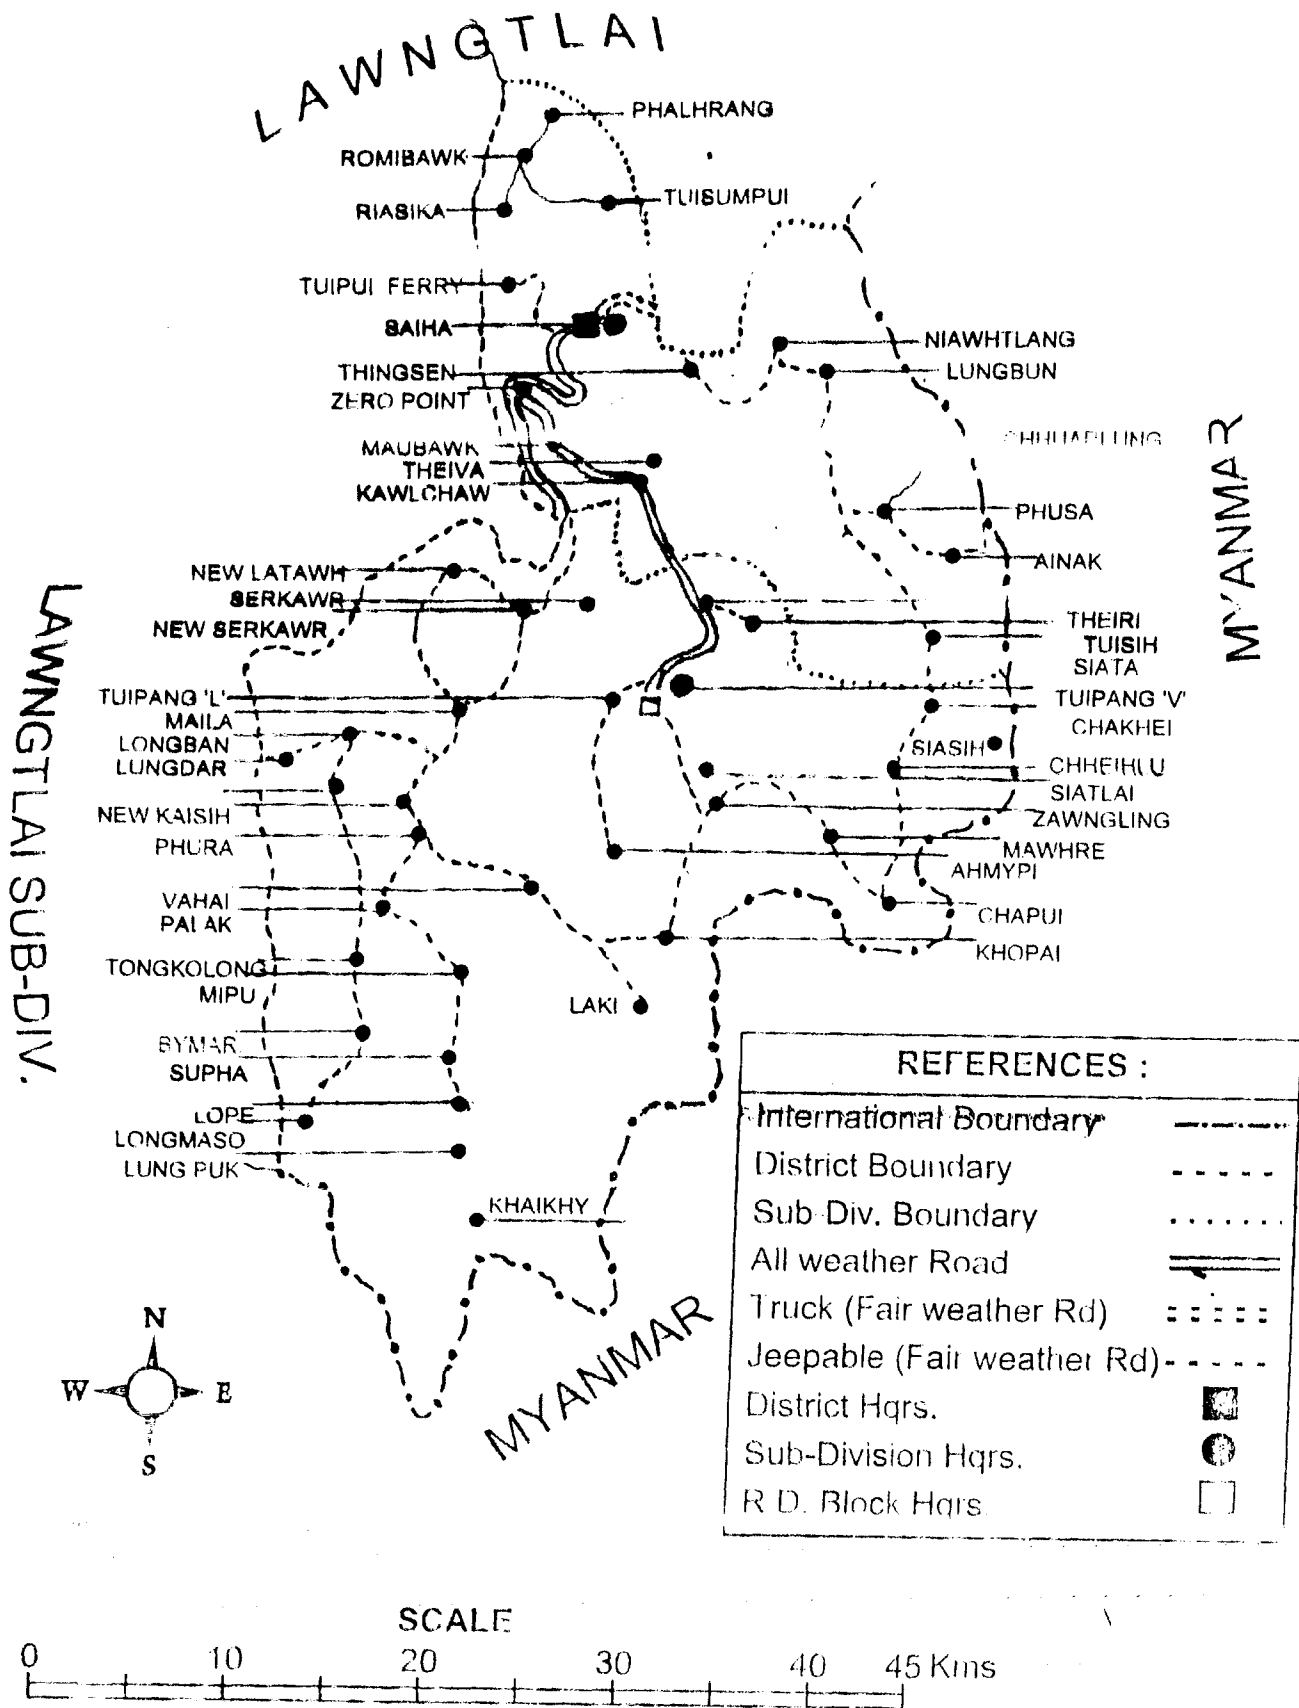 LAWNGTLAI
PHALHRANG
ROMIBAWK
TUISUMPUI
RIASIKA
TUIPUI FERRY
SAIHA
NIAWHTLANG
THINGSEN
LUNGBUN
ZERO POINT
MAUBAWK
THEIVA
KAWLCHAW
PHUSA
AINAK
MYANMAR
NEW LATAWH
SERKAWR
NEW SERKAWR
THEIRI
TUISIH
SIATA
LAWNGTLAI SUB-DIV.
TUIPANG 'L'
TUIPANG 'V'
MAILA
CHAKHEI
LONGBAN
SIASIH
LUNGDAR
CHHEIHLU
SIATLAI
NEW KAISIH
ZAWNGLING
PHURA
MAWHRE
AHMYPI
VAHAI
PALAK
CHAPUI
KHOPAI
TONGKOLONG
MIPU
LAKI
BYMAR
SUPHA
LOPE
LONGMASO
LUNG PUK
KHAIKHY
MYANMAR
REFERENCES :
International Boundary
District Boundary
Sub Div. Boundary
All weather Road
Truck (Fair weather Rd)
Jeepable (Fair weather Rd)
District Hqrs.
Sub-Division Hqrs.
R.D. Block Hqrs
N
W E
S
SCALE
0 10 20 30 40 45 Kms